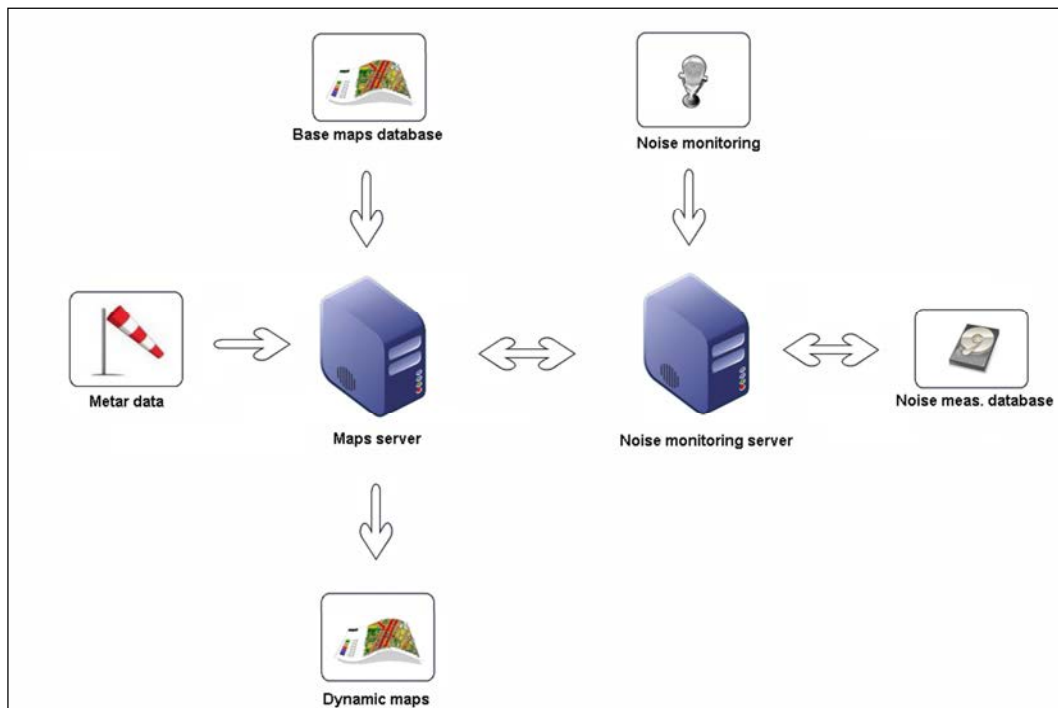 Base maps database
Noise monitoring
Metar data
Maps server
Noise monitoring server
Noise meas. database
Dynamic maps